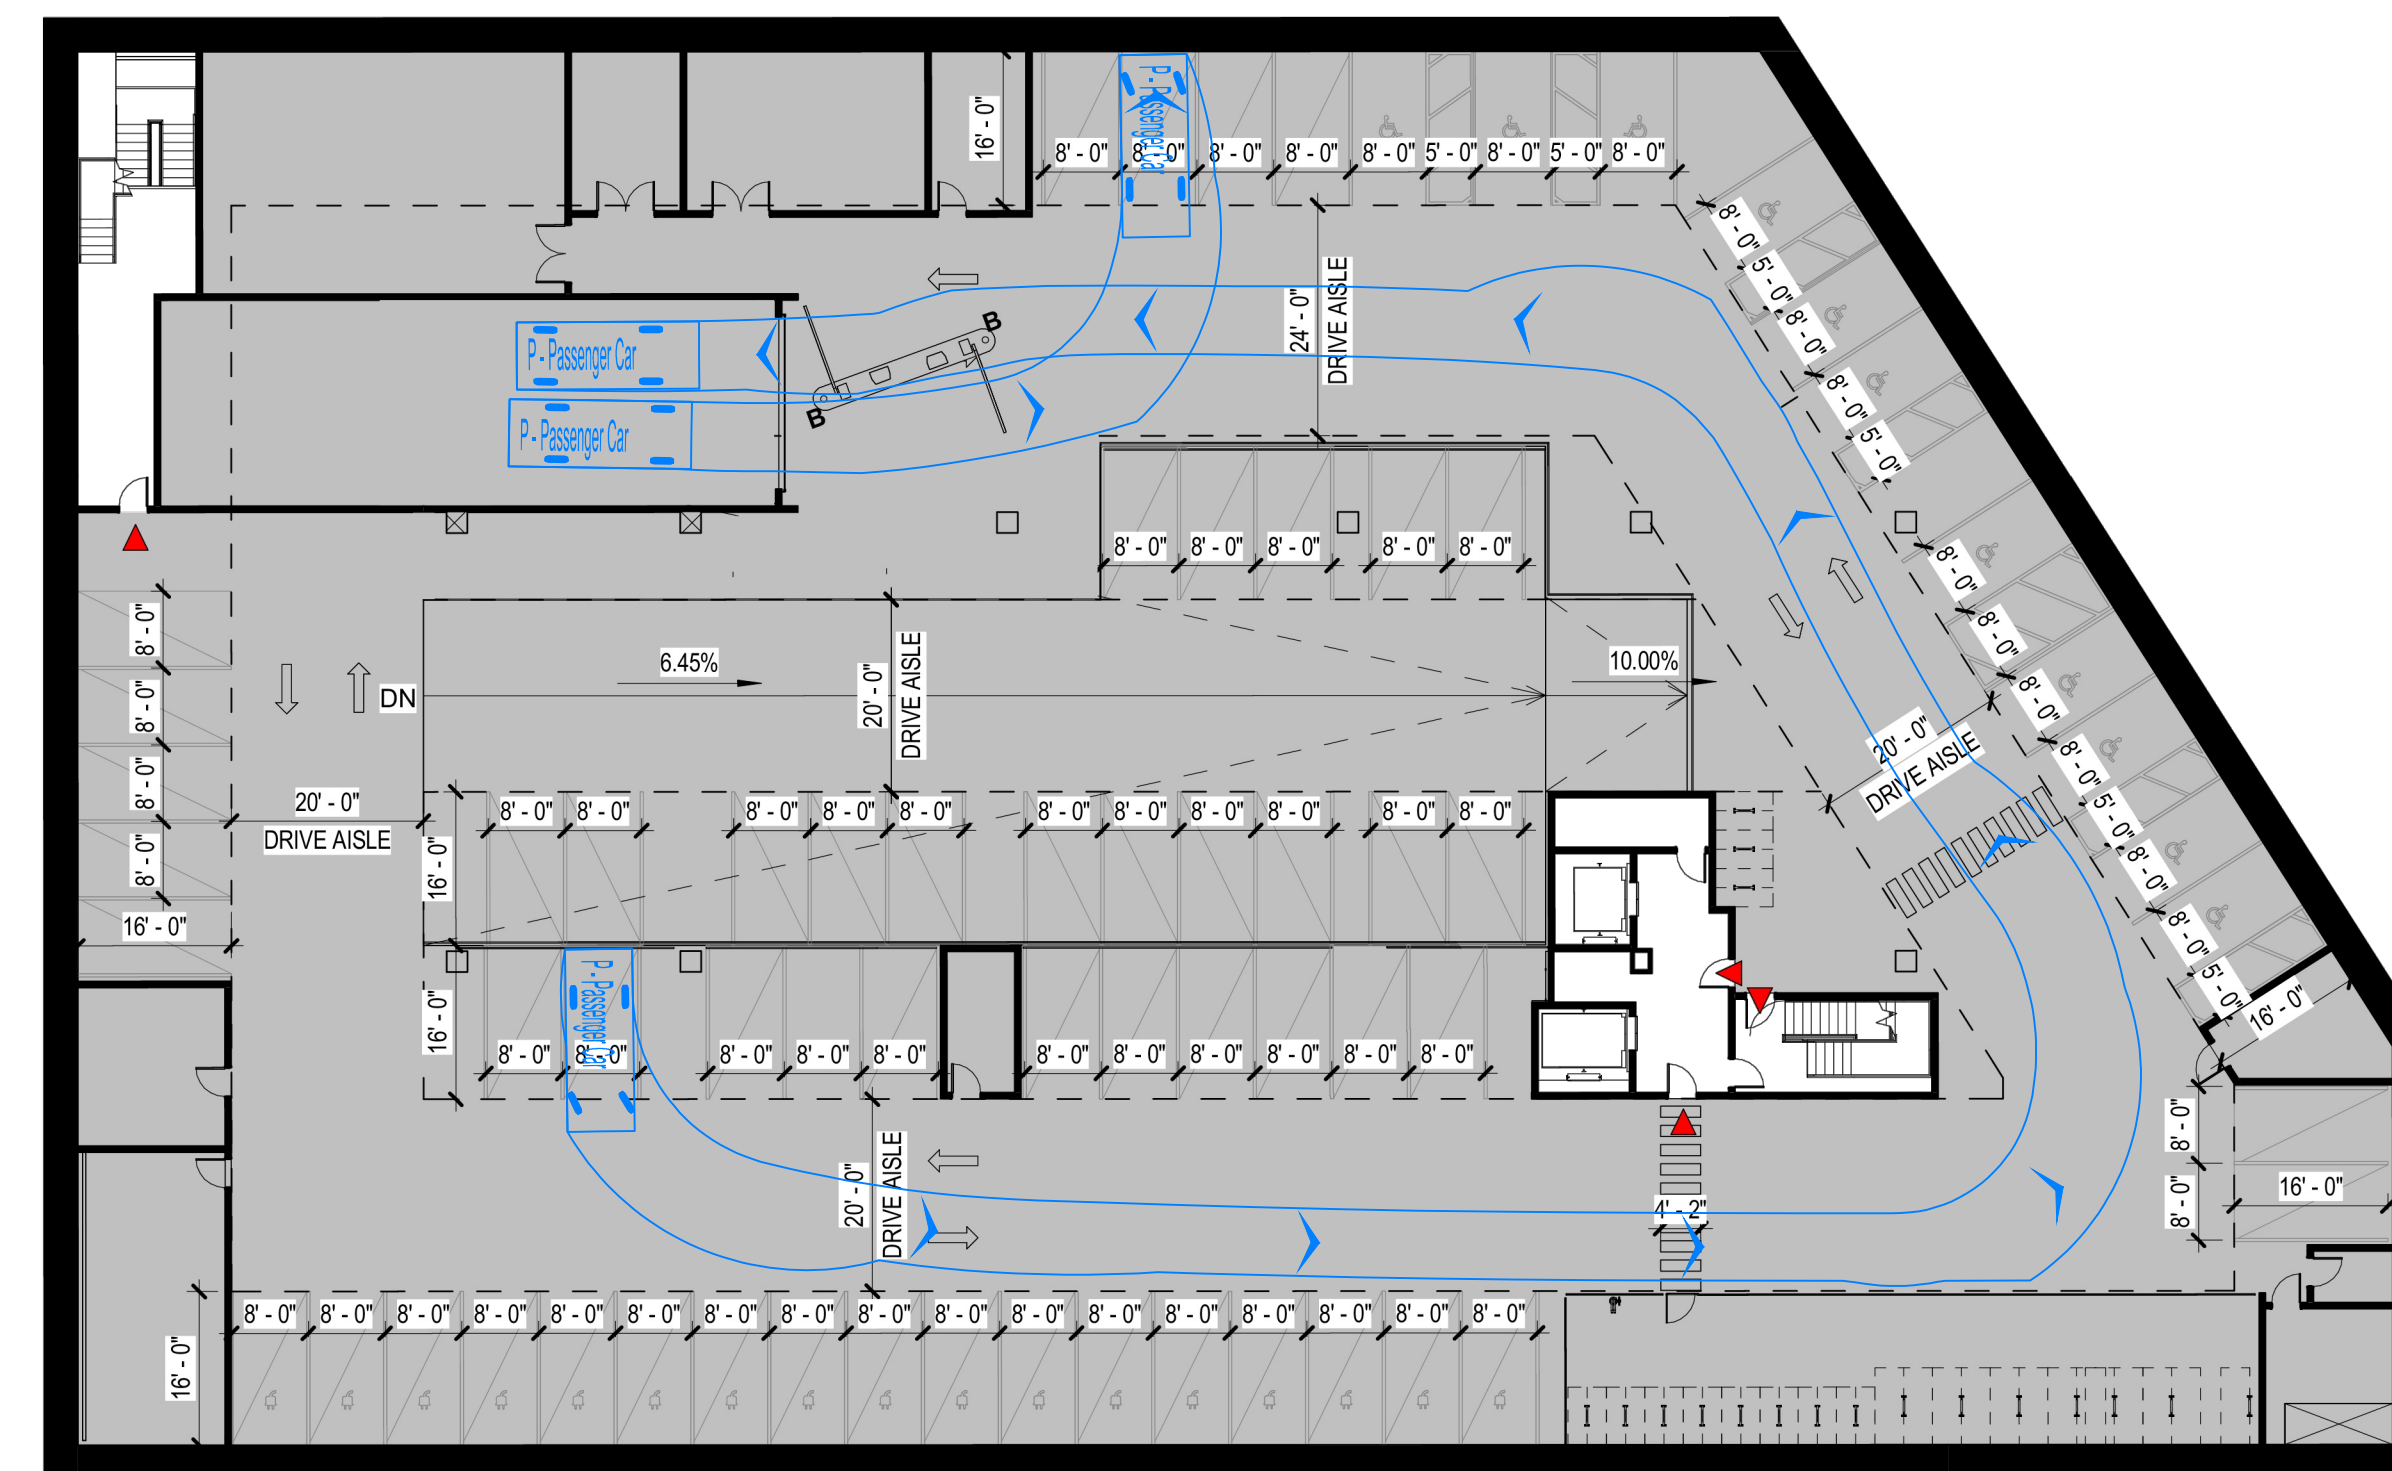 P - Passenger Car
16' - 0"
8' - 0" 8' - 0" 8' - 0" 8' - 0" 8' - 0" 5' - 0" 8' - 0" 5' - 0" 8' - 0"
8' - 0"
5' - 0"
8' - 0"
8' - 0"
5' - 0"
24' - 0"
DRIVE AISLE
B
B
P - Passenger Car
P - Passenger Car
8' - 0" 8' - 0" 8' - 0" 8' - 0" 8' - 0"
8' - 0"
8' - 0"
8' - 0"
8' - 0"
5' - 0"
8' - 0"
8' - 0"
5' - 0"
16' - 0"
8' - 0"
8' - 0"
8' - 0"
8' - 0"
16' - 0"
DN
6.45%
20' - 0"
DRIVE AISLE
10.00%
20' - 0"
DRIVE AISLE
20' - 0"
DRIVE AISLE
8' - 0" 8' - 0" 8' - 0" 8' - 0" 8' - 0" 8' - 0" 8' - 0" 8' - 0" 8' - 0" 8' - 0" 8' - 0"
16' - 0"
16' - 0"
P - Passenger Car
8' - 0" 8' - 0" 8' - 0" 8' - 0" 8' - 0" 8' - 0" 8' - 0" 8' - 0" 8' - 0" 8' - 0" 8' - 0"
20' - 0"
DRIVE AISLE
4' - 2"
8' - 0"
8' - 0"
16' - 0"
8' - 0" 8' - 0" 8' - 0" 8' - 0" 8' - 0" 8' - 0" 8' - 0" 8' - 0" 8' - 0" 8' - 0" 8' - 0" 8' - 0" 8' - 0" 8' - 0" 8' - 0" 8' - 0" 8' - 0"
16' - 0"